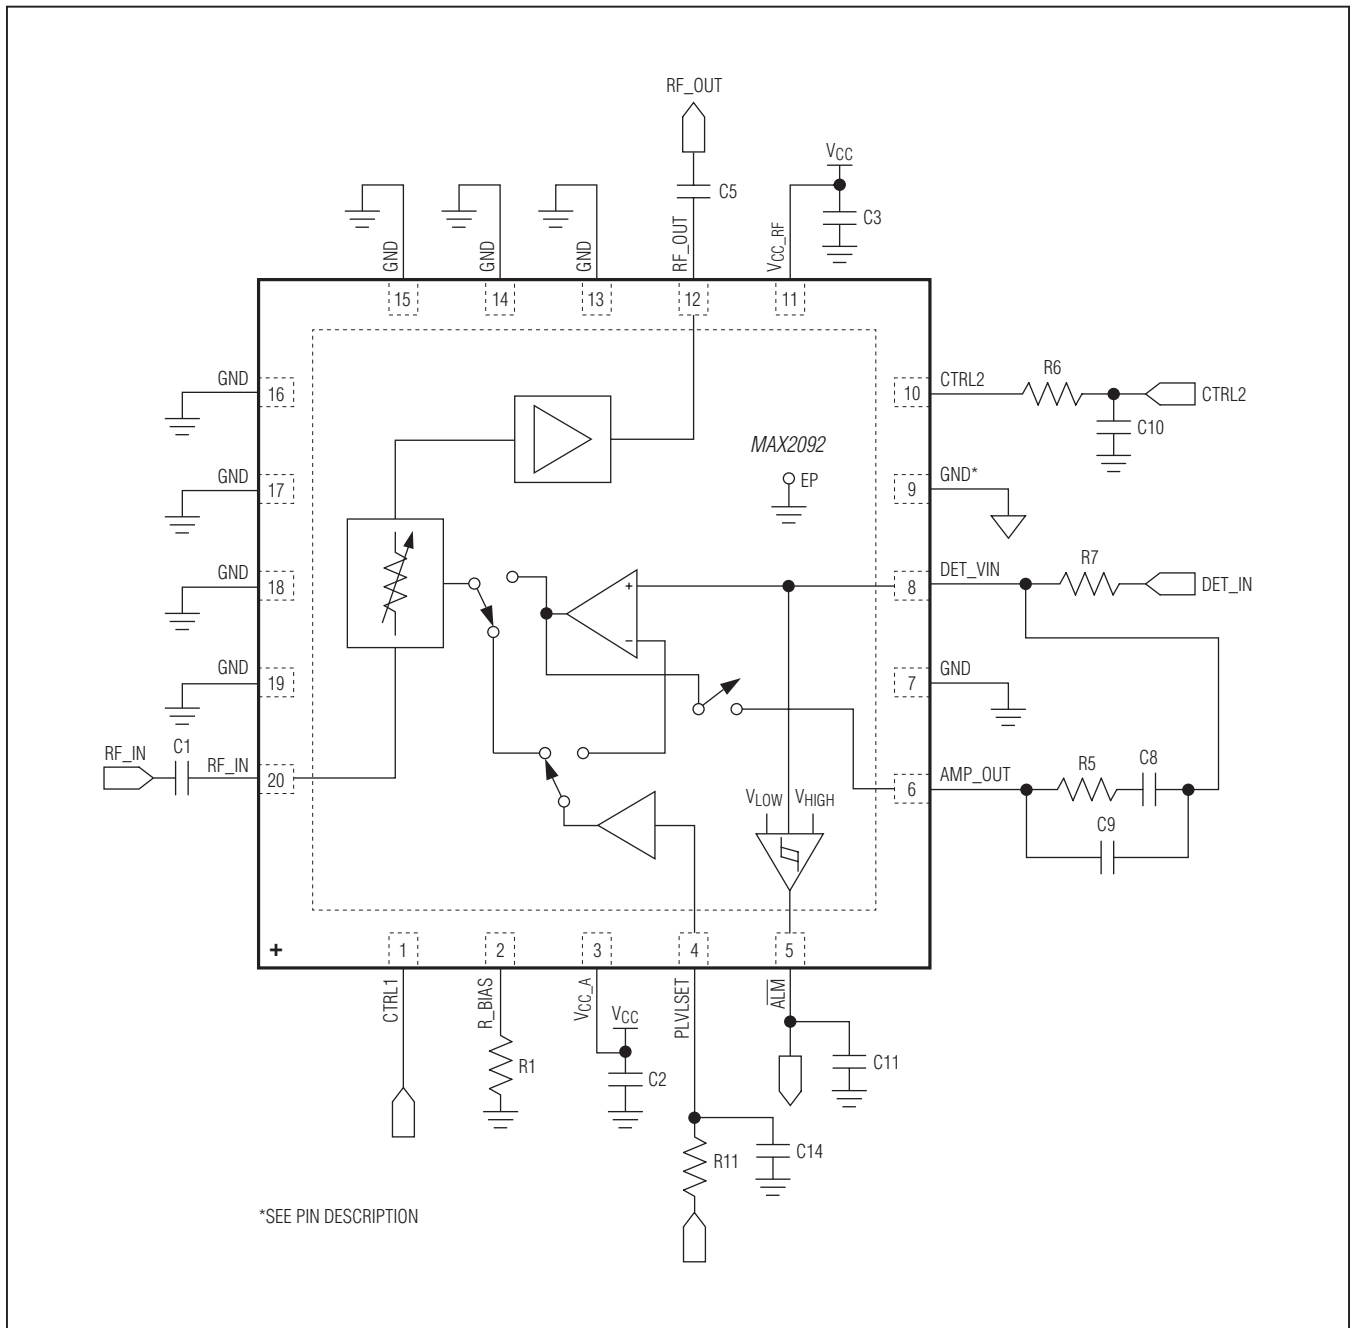 RF_OUT
VCC
C5
C3
GND
GND
GND
RF_OUT
VCC_RF
15
14
13
12
11
GND
16
10
CTRL2
R6
CTRL2
C10
MAX2092
EP
GND
17
9
GND*
GND
18
+
−
8
DET_VIN
R7
DET_IN
GND
19
7
GND
RF_IN
C1
RF_IN
20
VLOW
VHIGH
6
AMP_OUT
R5
C8
C9
+
1
2
3
4
5
CTRL1
R_BIAS
VCC_A
PLVLSET
ALM
VCC
R1
C2
C11
R11
C14
*SEE PIN DESCRIPTION